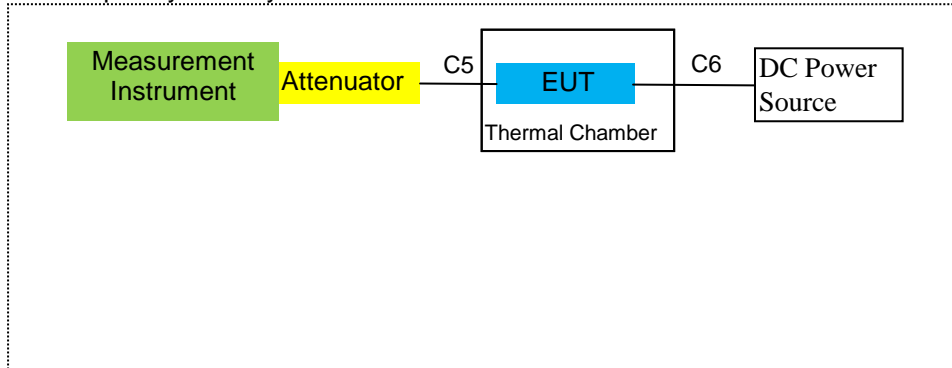 Measurement
Instrument
Attenuator
C5
EUT
Thermal Chamber
C6
DC Power
Source